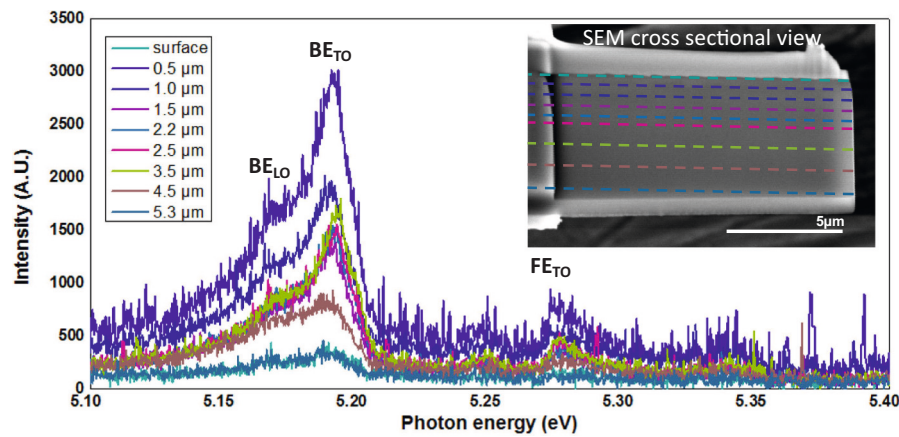 3500
3000
2500
2000
1500
1000
500
0
Intensity (A.U.)
surface
0.5 µm
1.0 µm
1.5 µm
2.2 µm
2.5 µm
3.5 µm
4.5 µm
5.3 µm
BE_LO
BE_TO
FE_TO
SEM cross sectional view
5µm
5.10 5.15 5.20 5.25 5.30 5.35 5.40
Photon energy (eV)